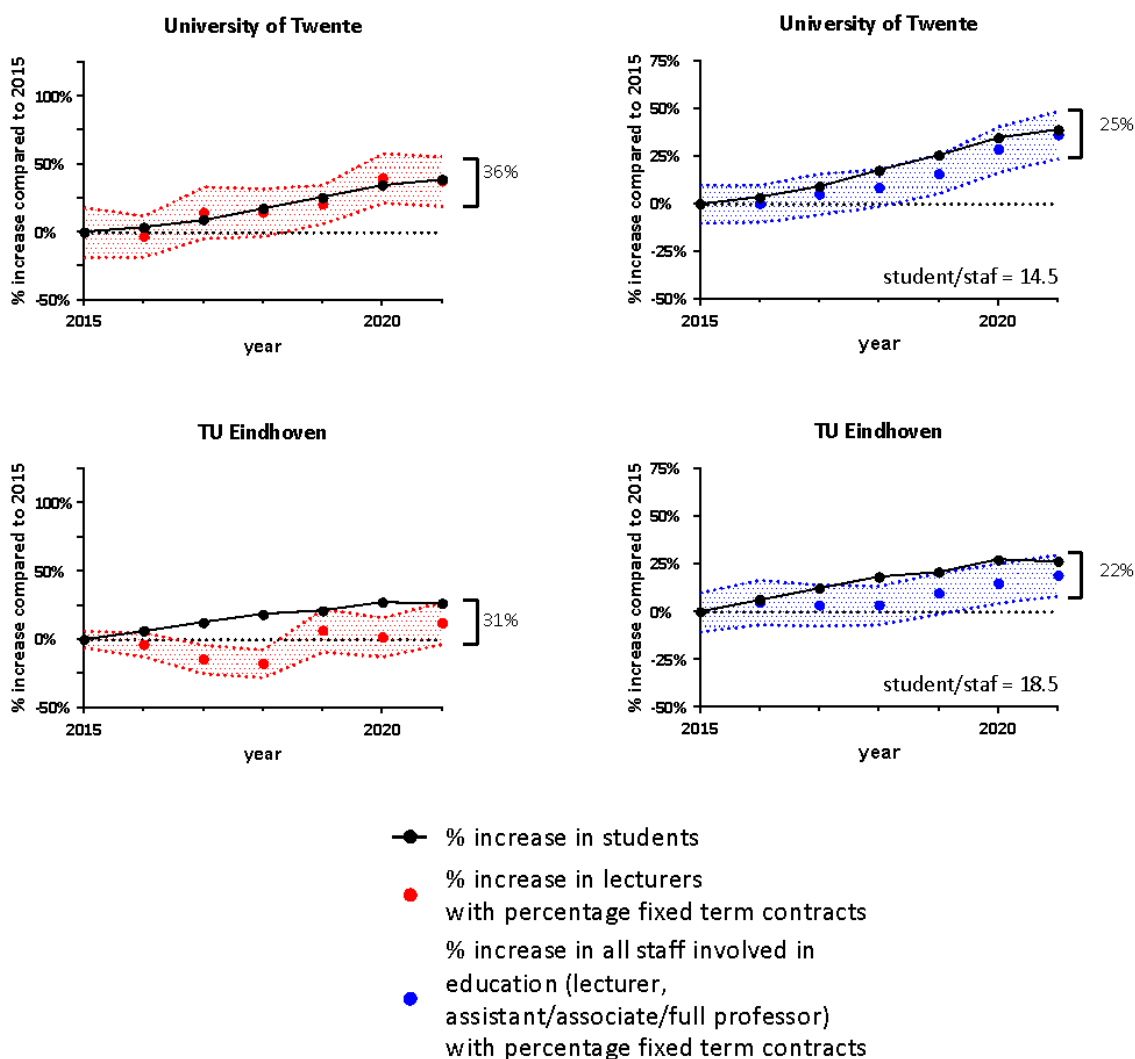 University of Twente
% increase compared to 2015
100%
50%
0%
-50%
36%
2015
2020
year
University of Twente
% increase compared to 2015
75%
50%
25%
0%
-25%
-50%
25%
student/staf = 14.5
2015
2020
year
TU Eindhoven
% increase compared to 2015
100%
50%
0%
-50%
31%
2015
2020
year
TU Eindhoven
% increase compared to 2015
75%
50%
25%
0%
-25%
-50%
22%
student/staf = 18.5
2015
2020
year
% increase in students
% increase in lecturers
with percentage fixed term contracts
% increase in all staff involved in
education (lecturer,
assistant/associate/full professor)
with percentage fixed term contracts